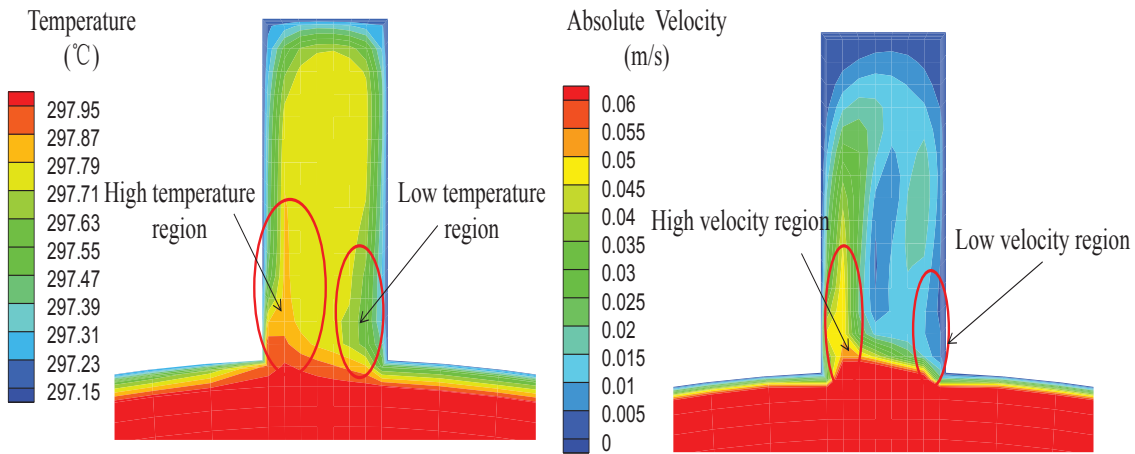 Temperature
(℃)
297.95
297.87
297.79
297.71
297.63
297.55
297.47
297.39
297.31
297.23
297.15
High temperature
region
Low temperature
region
Absolute Velocity
(m/s)
0.06
0.055
0.05
0.045
0.04
0.035
0.03
0.025
0.02
0.015
0.01
0.005
0
High velocity region
Low velocity region